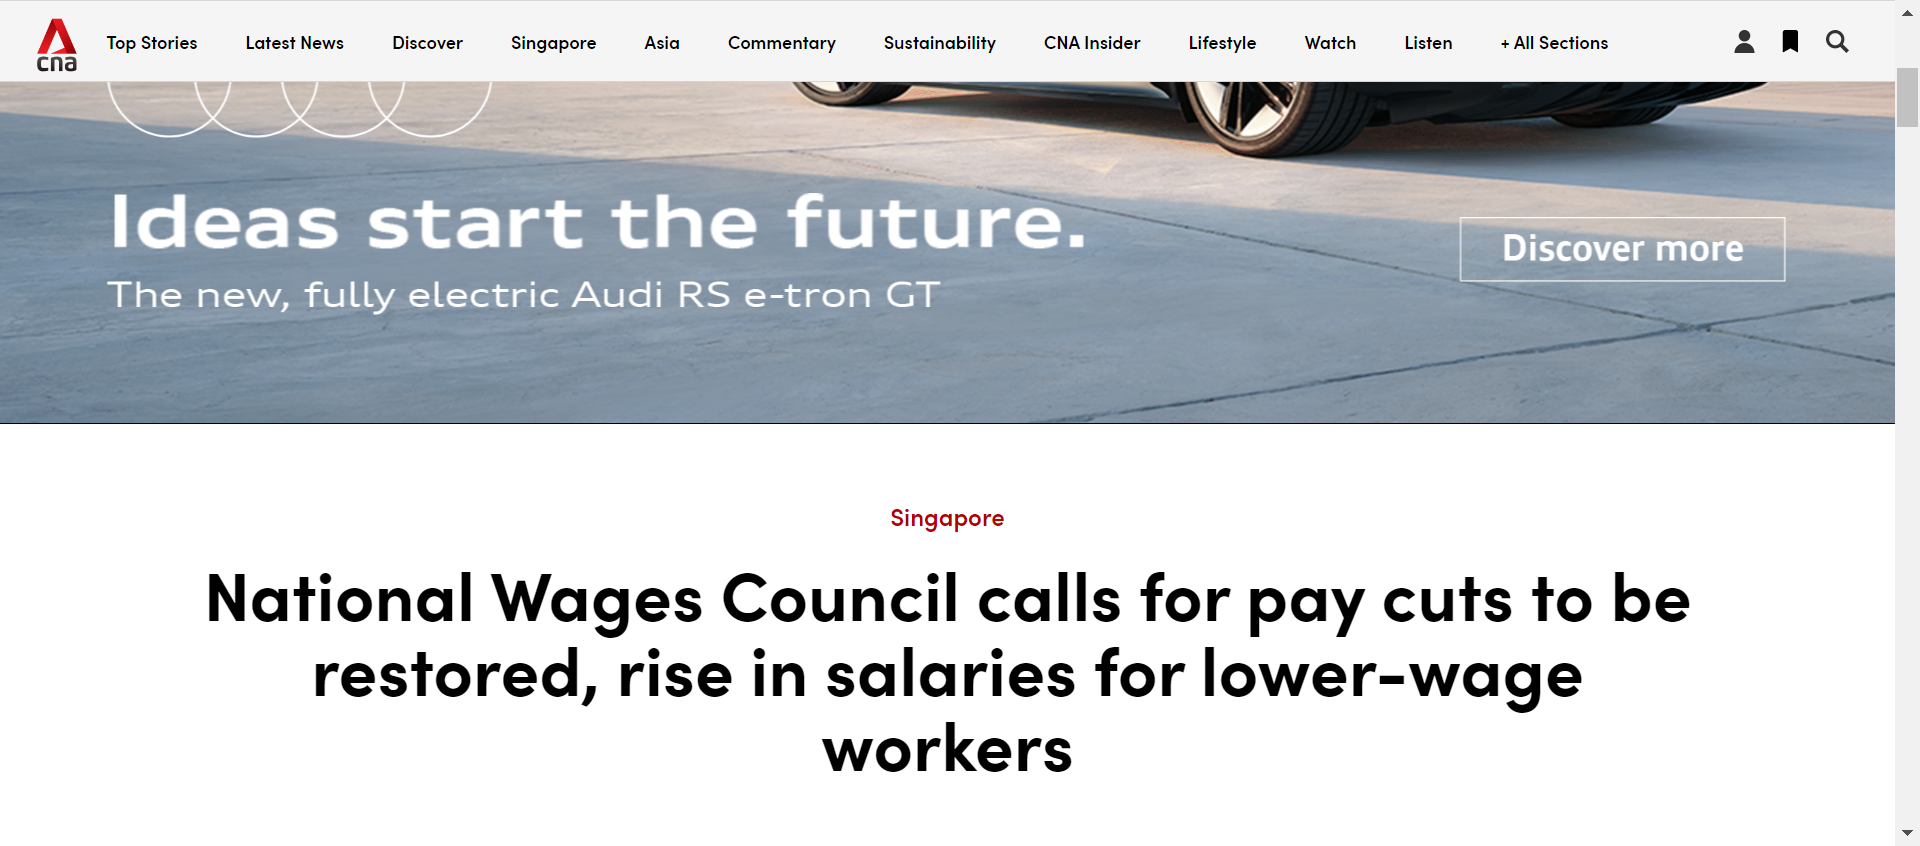 cna
Top Stories
Latest News
Discover
Singapore
Asia
Commentary
Sustainability
CNA Insider
Lifestyle
Watch
Listen
+ All Sections
Ideas start the future.
The new, fully electric Audi RS e-tron GT
Discover more
Singapore
National Wages Council calls for pay cuts to be
restored, rise in salaries for lower-wage
workers